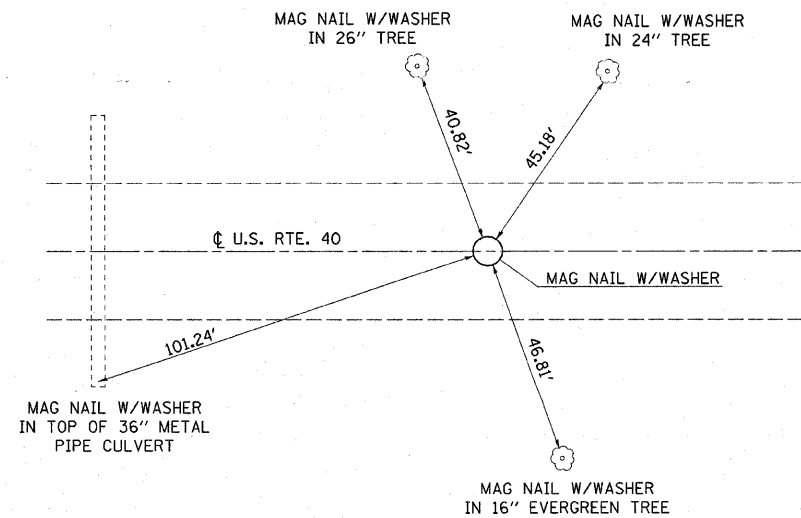 MAG NAIL W/WASHER
IN 26" TREE
MAG NAIL W/WASHER
IN 24" TREE
40.82'
45.18'
℄ U.S. RTE. 40
MAG NAIL W/WASHER
101.24'
46.81'
MAG NAIL W/WASHER
IN TOP OF 36" METAL
PIPE CULVERT
MAG NAIL W/WASHER
IN 16" EVERGREEN TREE